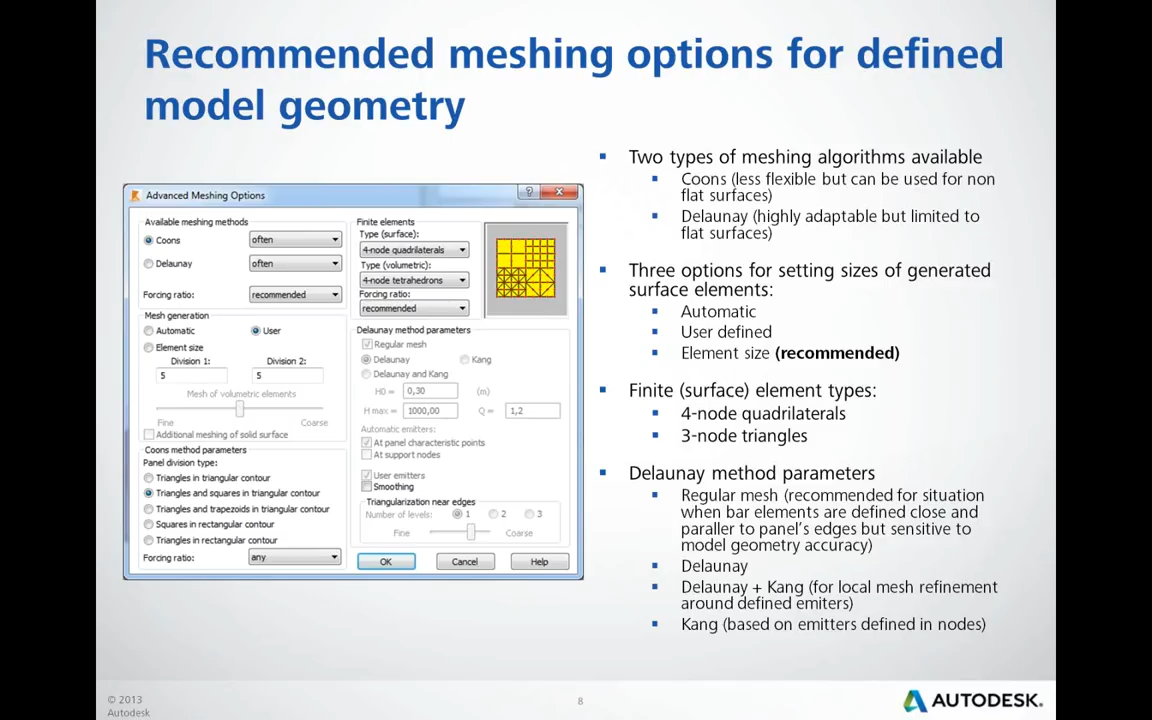 Recommended meshing options for defined
model geometry
Advanced Meshing Options
Available meshing methods
Coons often
Delaunay often
Forcing ratio: recommended
Mesh generation
Automatic User
Element size
Division 1: Division 2:
5 5
Mesh of volumetric elements
Fine Coarse
Additional meshing of solid surface
Coons method parameters
Panel division type:
Triangles in triangular contour
Triangles and squares in triangular contour
Triangles and trapezoids in triangular contour
Squares in rectangular contour
Triangles in rectangular contour
Forcing ratio: any
Finite elements
Type (surface):
4-node quadrilaterals
Type (volumetric):
4-node tetrahedrons
Forcing ratio:
recommended
Delaunay method parameters
Regular mesh
Delaunay Kang
Delaunay and Kang
H0 = 0,30 (m)
H max = 1000,00 Q = 1,2
Automatic emitters:
At panel characteristic points
At support nodes
User emitters
Smoothing
Triangularization near edges
Number of levels: 1 2 3
Fine Coarse
OK Cancel Help
Two types of meshing algorithms available
Coons (less flexible but can be used for non
flat surfaces)
Delaunay (highly adaptable but limited to
flat surfaces)
Three options for setting sizes of generated
surface elements:
Automatic
User defined
Element size (recommended)
Finite (surface) element types:
4-node quadrilaterals
3-node triangles
Delaunay method parameters
Regular mesh (recommended for situation
when bar elements are defined close and
paraller to panel's edges but sensitive to
model geometry accuracy)
Delaunay
Delaunay + Kang (for local mesh refinement
around defined emiters)
Kang (based on emitters defined in nodes)
© 2013
Autodesk
8
AUTODESK.